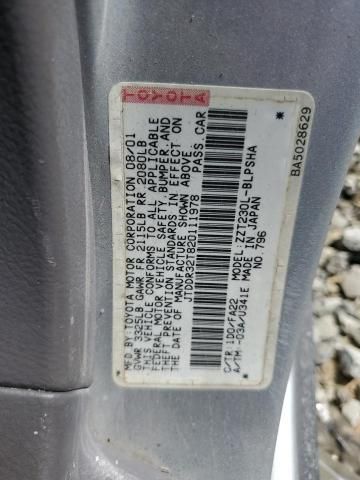 TOYOTA
MFD. BY: TOYOTA MOTOR CORPORATION 08/01
GVWR 3325LB GAWR FR 2115LB RR 2080LB
THIS VEHICLE CONFORMS TO ALL APPLICABLE
FEDERAL MOTOR VEHICLE SAFETY, BUMPER, AND
THEFT PREVENTION STANDARDS IN EFFECT ON
THE DATE OF MANUFACTURE SHOWN ABOVE.
JTDDR32T820111978 PASS. CAR
C/TR: 1D0/FA22 MODEL: ZZT230L-BLPSHA
A/TM: -03A/U341E MADE IN JAPAN
NO. 796
BA5028629